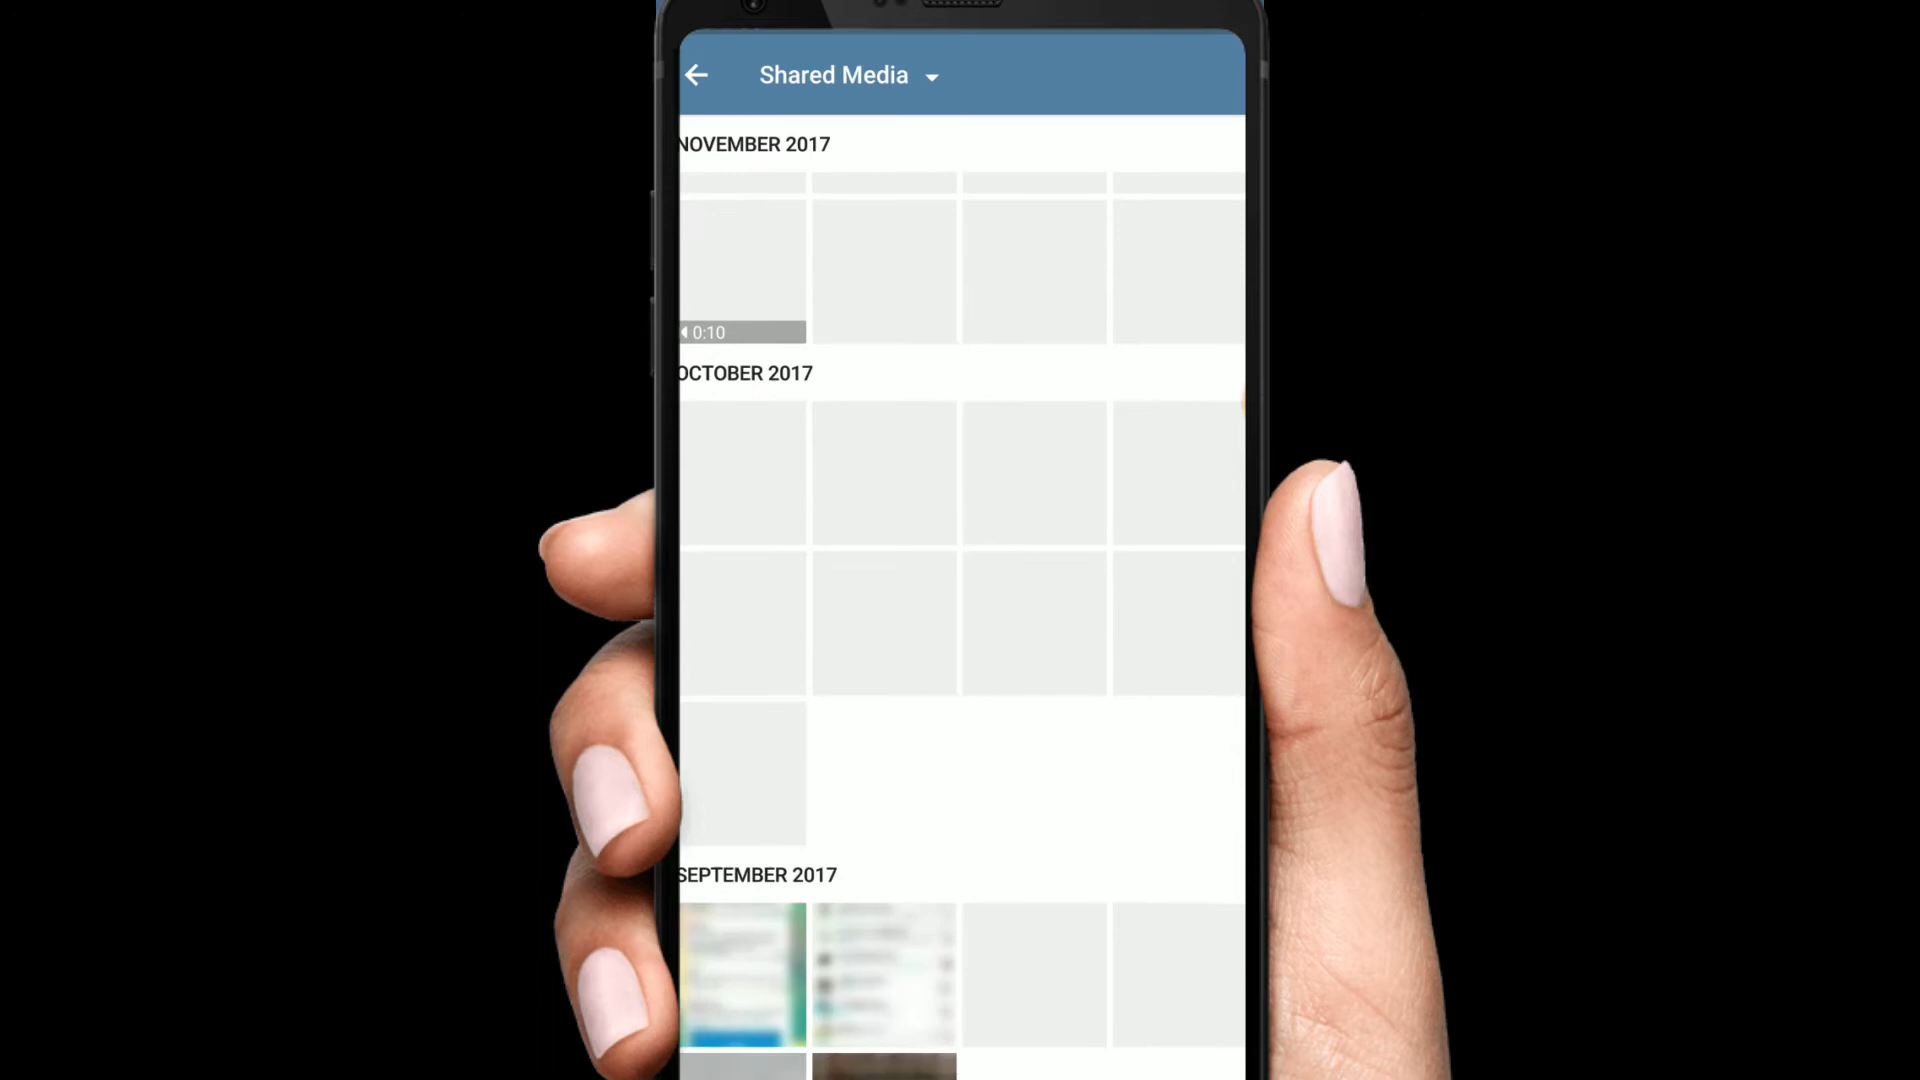 Shared Media
NOVEMBER 2017
0:10
OCTOBER 2017
SEPTEMBER 2017